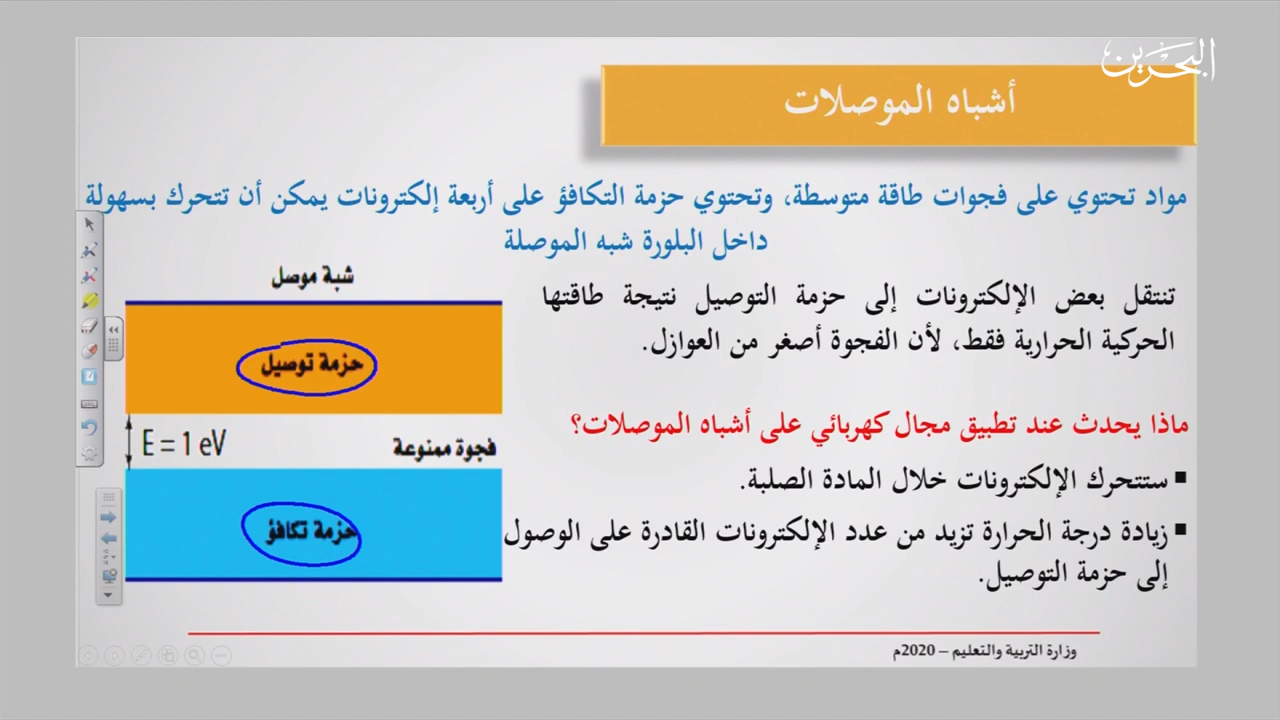 البحرين
أشباه الموصلات
مواد تحتوي على فجوات طاقة متوسطة، وتحتوي حزمة التكافؤ على أربعة إلكترونات يمكن أن تتحرك بسهولة
داخل البلورة شبه الموصلة
تنتقل بعض الإلكترونات إلى حزمة التوصيل نتيجة طاقتها
الحركية الحرارية فقط، لأن الفجوة أصغر من العوازل.
شبة موصل
حزمة توصيل
E = 1 eV
فجوة ممنوعة
حزمة تكافؤ
ماذا يحدث عند تطبيق مجال كهربائي على أشباه الموصلات؟
▪ ستتحرك الإلكترونات خلال المادة الصلبة.
▪ زيادة درجة الحرارة تزيد من عدد الإلكترونات القادرة على الوصول
إلى حزمة التوصيل.
وزارة التربية والتعليم – 2020م